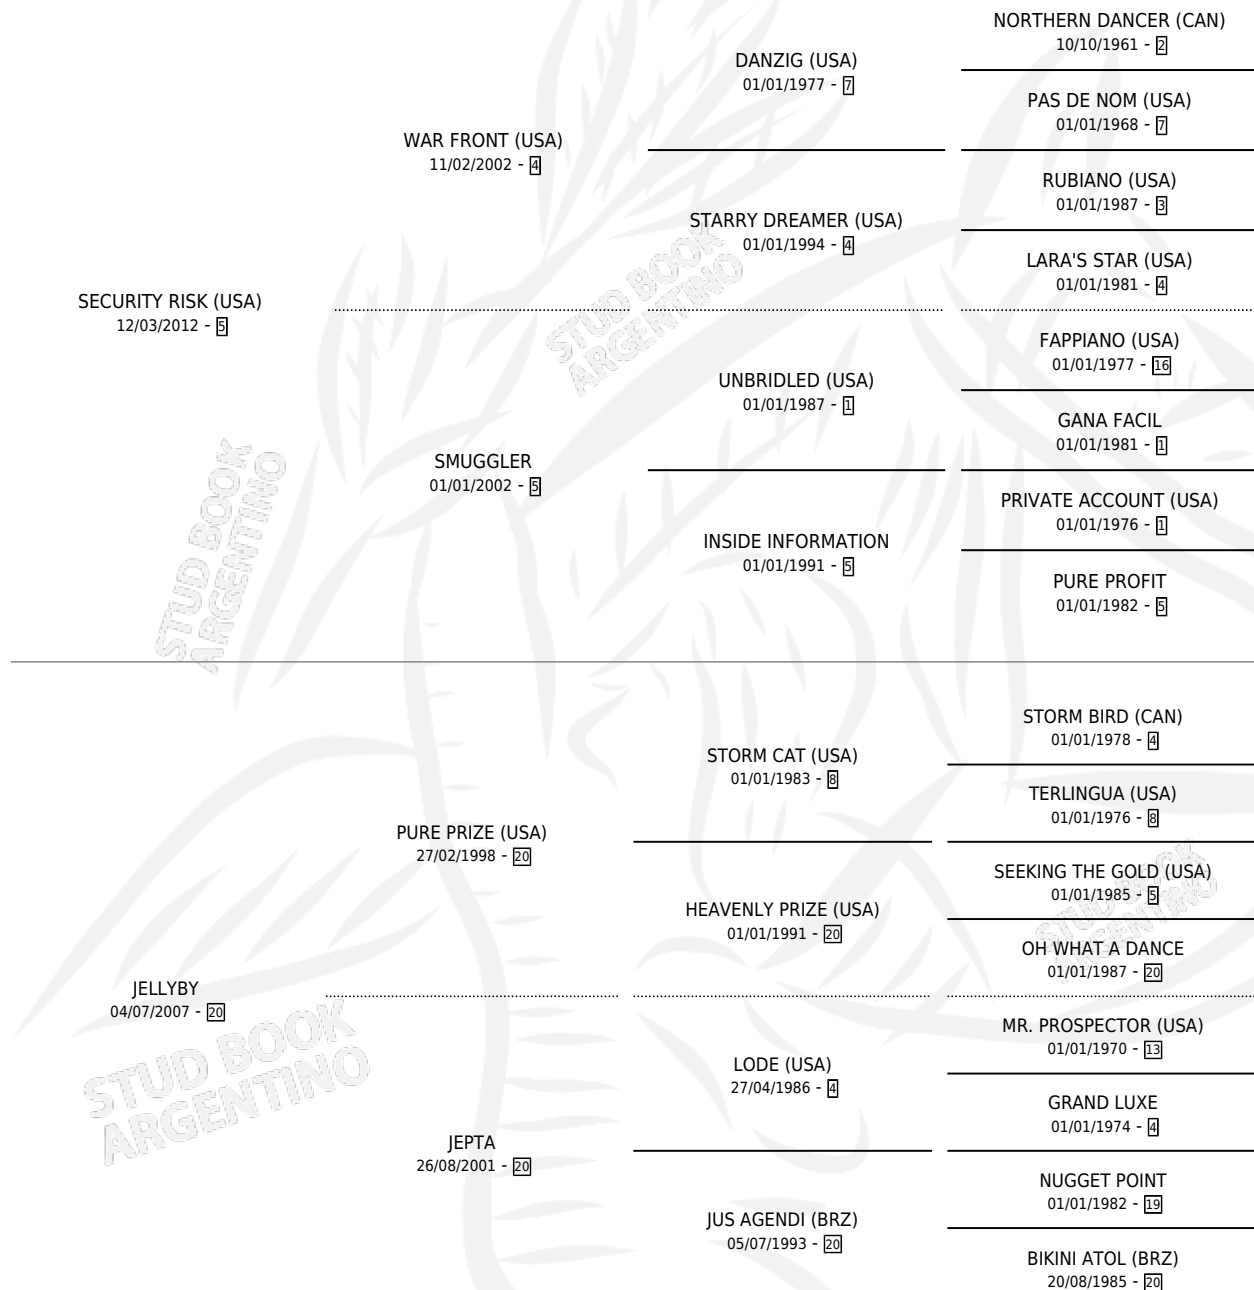 NORTHERN DANCER (CAN)
10/10/1961 - 2
DANZIG (USA)
01/01/1977 - 7
PAS DE NOM (USA)
01/01/1968 - 7
WAR FRONT (USA)
11/02/2002 - 4
RUBIANO (USA)
01/01/1987 - 3
STARRY DREAMER (USA)
01/01/1994 - 4
LARA'S STAR (USA)
01/01/1981 - 4
SECURITY RISK (USA)
12/03/2012 - 5
STUD BOOK
ARGENTINO
FAPPIANO (USA)
01/01/1977 - 16
UNBRIDLED (USA)
01/01/1987 - 1
GANA FACIL
01/01/1981 - 1
SMUGGLER
01/01/2002 - 5
PRIVATE ACCOUNT (USA)
01/01/1976 - 1
INSIDE INFORMATION
01/01/1991 - 5
PURE PROFIT
01/01/1982 - 5
STUD BOOK
ARGENTINO
STORM BIRD (CAN)
01/01/1978 - 4
STORM CAT (USA)
01/01/1983 - 8
TERLINGUA (USA)
01/01/1976 - 8
PURE PRIZE (USA)
27/02/1998 - 20
SEEKING THE GOLD (USA)
01/01/1985 - 5
HEAVENLY PRIZE (USA)
01/01/1991 - 20
OH WHAT A DANCE
01/01/1987 - 20
STUD BOOK
ARGENTINO
JELLYBY
04/07/2007 - 20
MR. PROSPECTOR (USA)
01/01/1970 - 13
LODE (USA)
27/04/1986 - 4
GRAND LUXE
01/01/1974 - 4
STUD BOOK
ARGENTINO
JEPTA
26/08/2001 - 20
NUGGET POINT
01/01/1982 - 19
JUS AGENDI (BRZ)
05/07/1993 - 20
BIKINI ATOL (BRZ)
20/08/1985 - 20